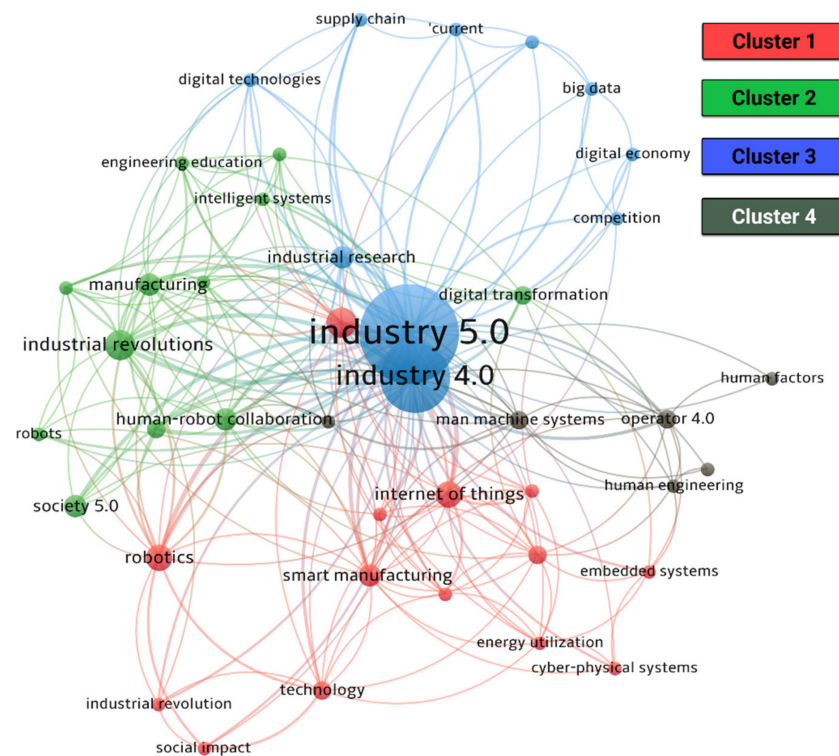 supply chain
'current
Cluster 1
digital technologies
big data
Cluster 2
engineering education
digital economy
Cluster 3
intelligent systems
competition
Cluster 4
industrial research
manufacturing
digital transformation
industry 5.0
industrial revolutions
industry 4.0
human factors
human-robot collaboration
man machine systems
operator 4.0
robots
human engineering
internet of things
society 5.0
robotics
smart manufacturing
embedded systems
energy utilization
cyber-physical systems
technology
industrial revolution
social impact